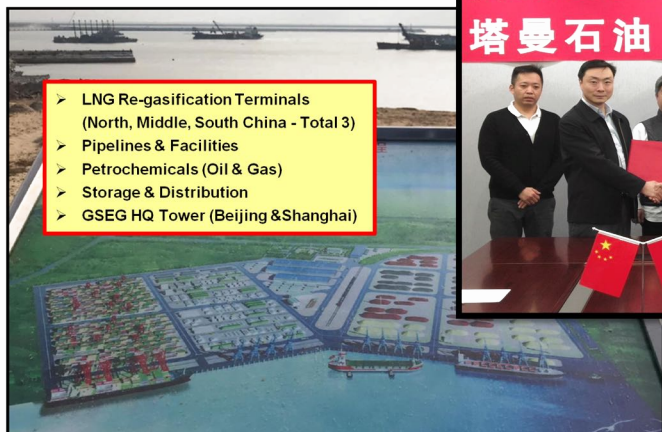 塔曼石油
LNG Re-gasification Terminals
(North, Middle, South China - Total 3)
Pipelines & Facilities
Petrochemicals (Oil & Gas)
Storage & Distribution
GSEG HQ Tower (Beijing &Shanghai)